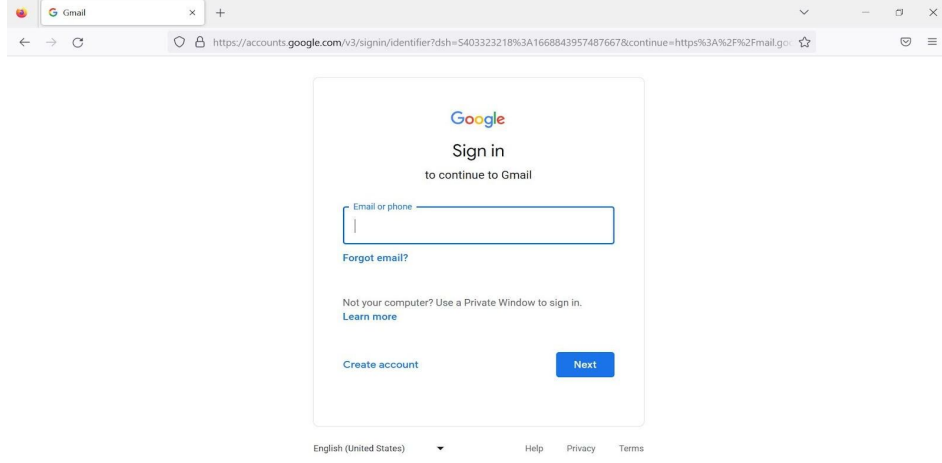 Gmail
https://accounts.google.com/v3/signin/identifier?dsh=S403323218%3A1668843957487667&continue=https%3A%2F%2Fmail.goo
Google
Sign in
to continue to Gmail
Email or phone
Forgot email?
Not your computer? Use a Private Window to sign in.
Learn more
Create account Next
English (United States) Help Privacy Terms